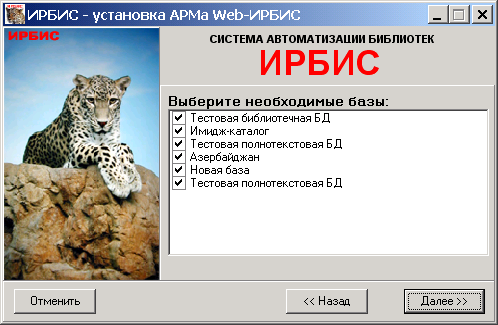 ИРБИС - установка АРМа Web-ИРБИС
ИРБИС
СИСТЕМА АВТОМАТИЗАЦИИ БИБЛИОТЕК
ИРБИС
Выберите необходимые базы:
Тестовая библиотечная БД
Имидж-каталог
Тестовая полнотекстовая БД
Азербайджан
Новая база
Тестовая полнотекстовая БД
Отменить
<< Назад
Далее >>